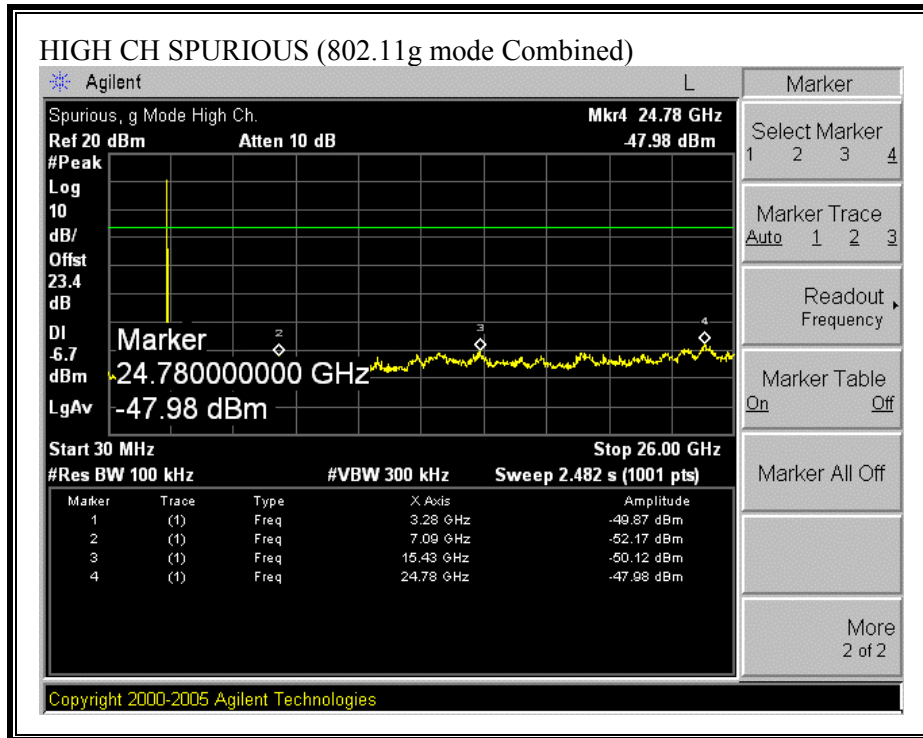 HIGH CH SPURIOUS (802.11g mode Combined)
Agilent L Marker
Spurious, g Mode High Ch. Mkr4 24.78 GHz
Ref 20 dBm Atten 10 dB -47.98 dBm
#Peak
Log
10
dB/
Offst
23.4
dB
DI
-6.7
dBm
LgAv
2
3
4
Marker
24.780000000 GHz
-47.98 dBm
Start 30 MHz Stop 26.00 GHz
#Res BW 100 kHz #VBW 300 kHz Sweep 2.482 s (1001 pts)
Marker Trace Type X Axis Amplitude
1 (1) Freq 3.28 GHz -49.87 dBm
2 (1) Freq 7.09 GHz -52.17 dBm
3 (1) Freq 15.43 GHz -50.12 dBm
4 (1) Freq 24.78 GHz -47.98 dBm
Select Marker
1 2 3 4
Marker Trace
Auto 1 2 3
Readout
Frequency
Marker Table
On Off
Marker All Off
More
2 of 2
Copyright 2000-2005 Agilent Technologies